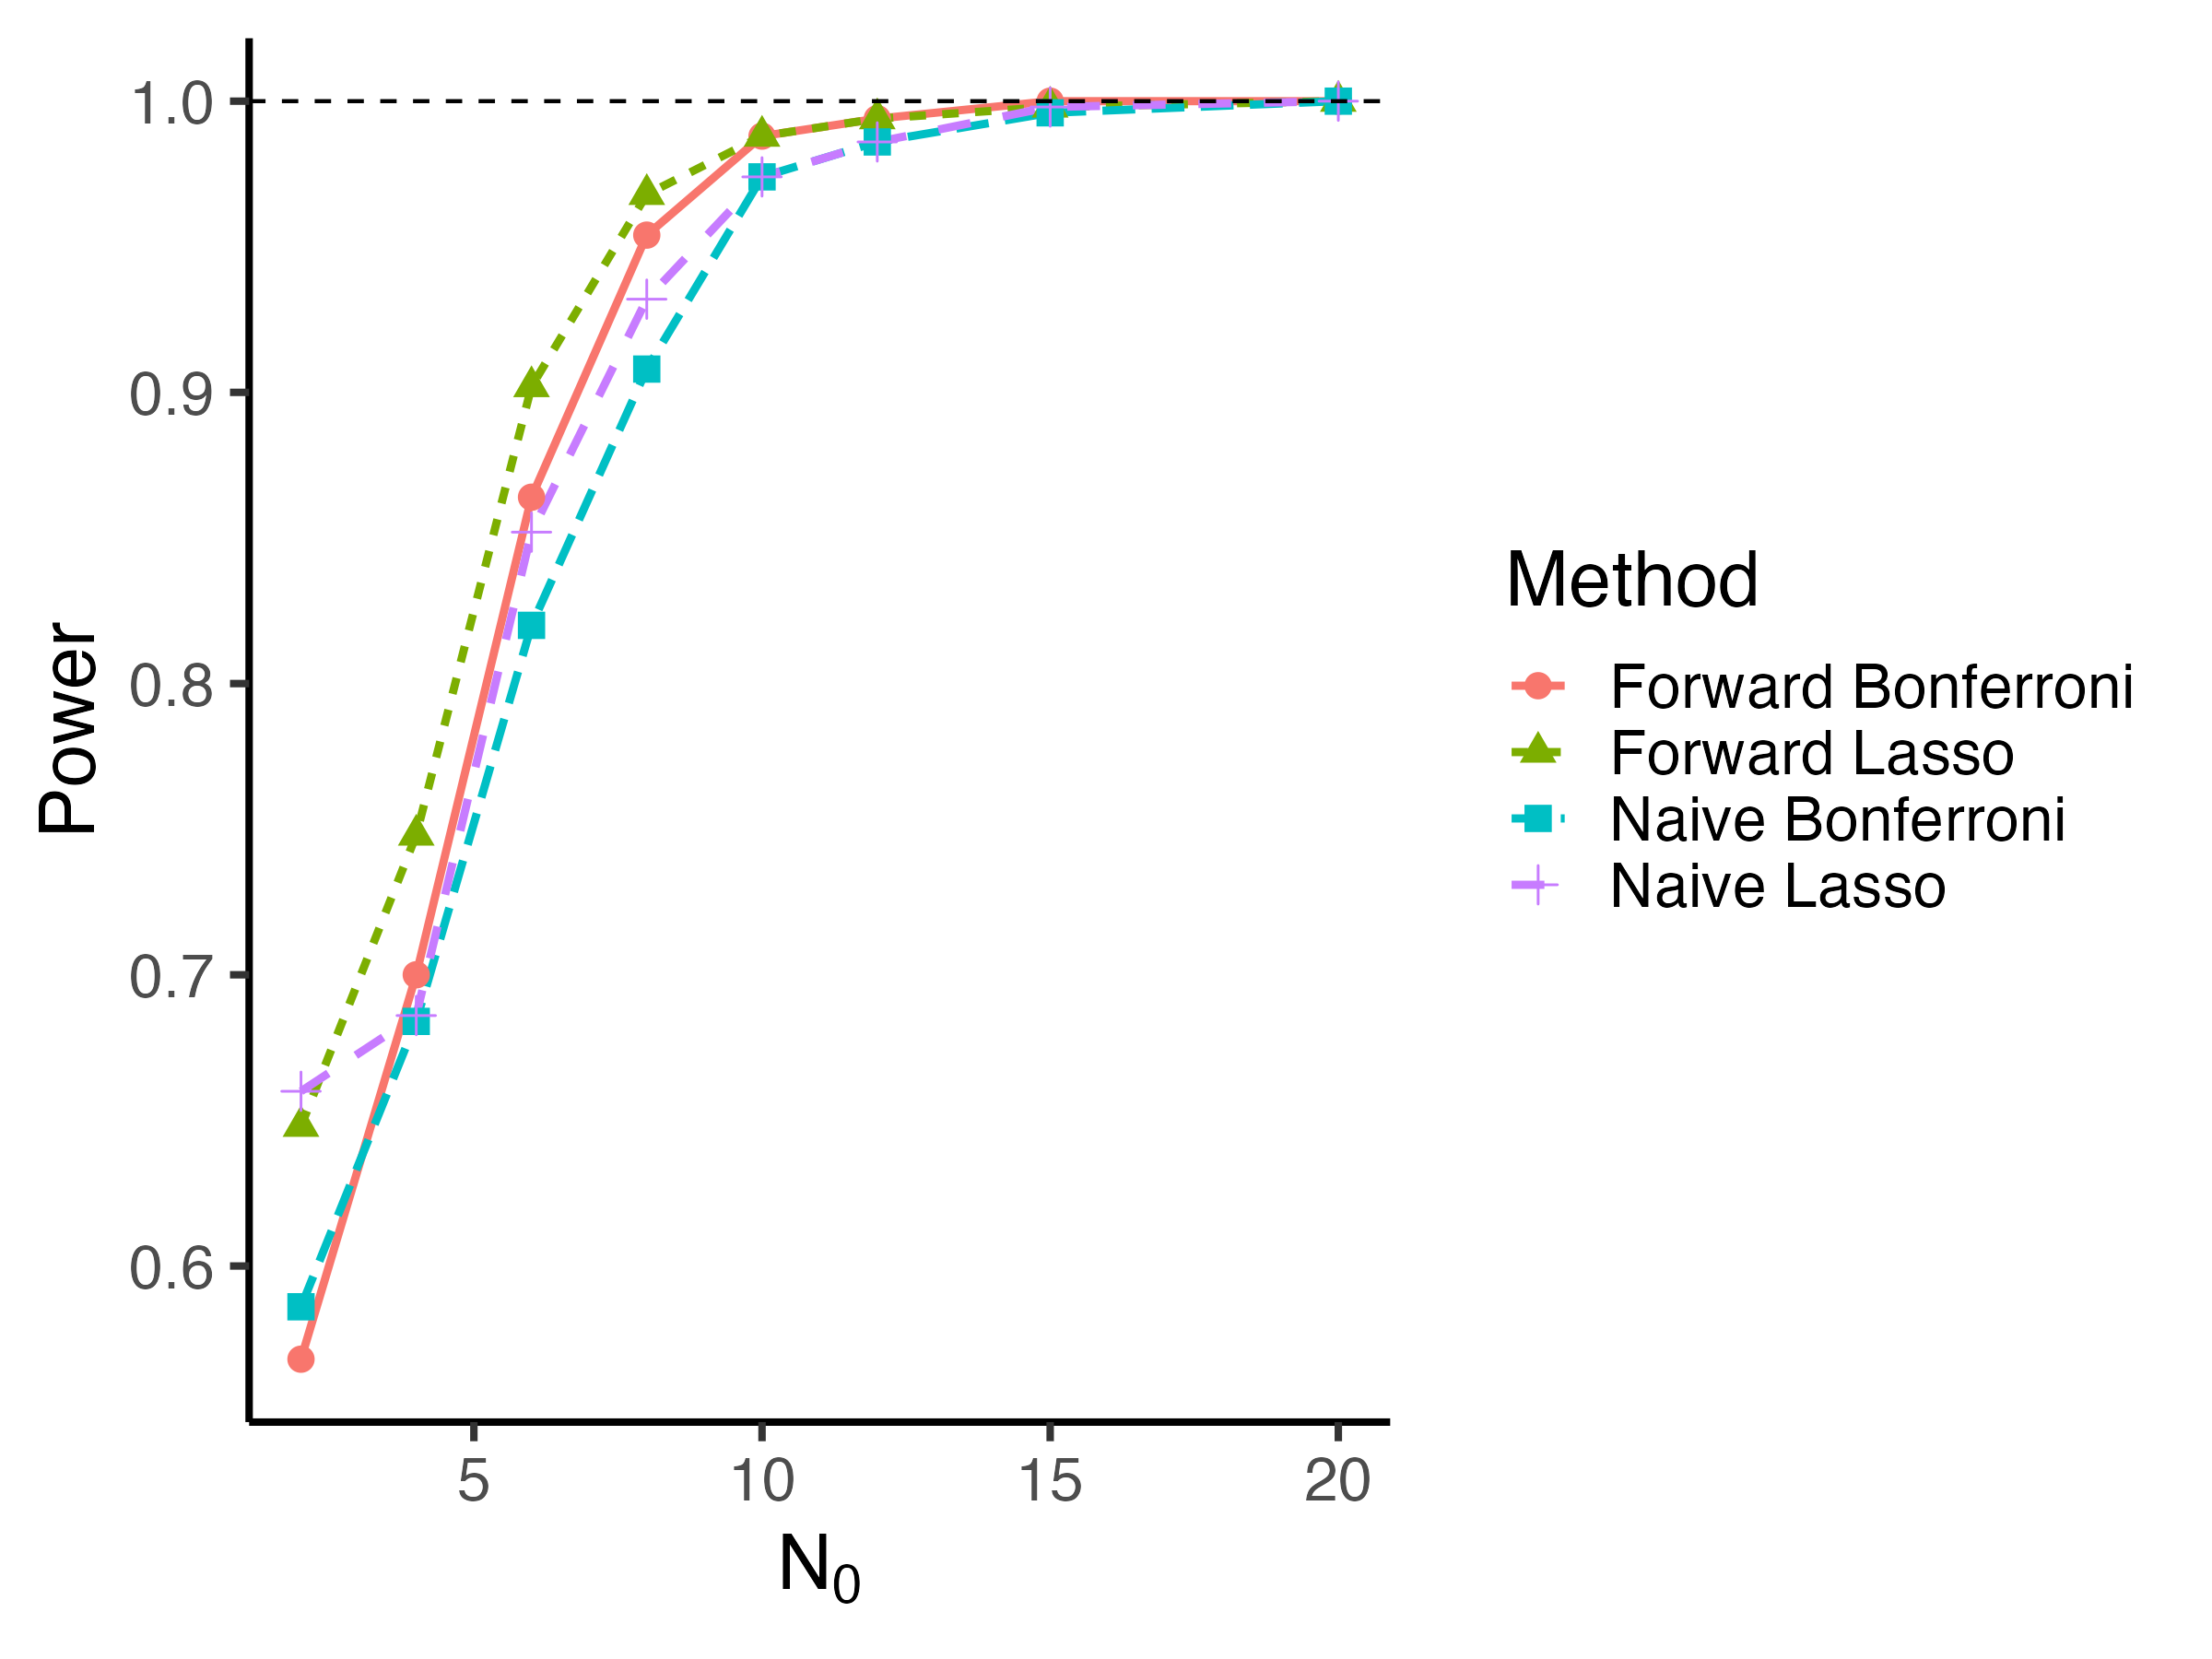 1.0
0.9
0.8
0.7
0.6
Power
5 10 15 20
N₀
Method
Forward Bonferroni
Forward Lasso
Naive Bonferroni
Naive Lasso